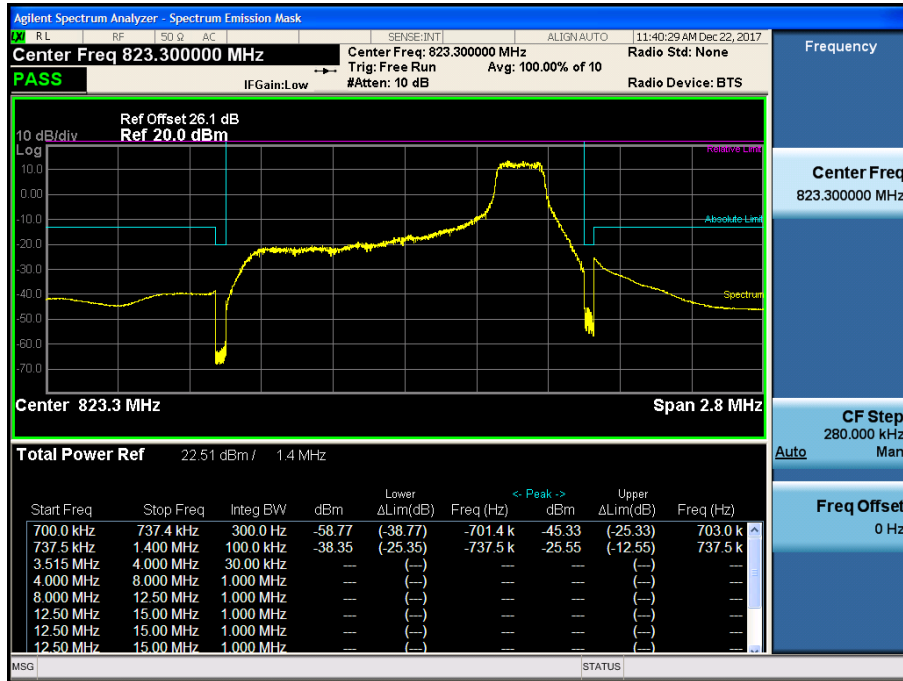 Agilent Spectrum Analyzer - Spectrum Emission Mask
LXI RL RF 50 Ω AC SENSE:INT ALIGN AUTO 11:40:29 AM Dec 22, 2017
Center Freq 823.300000 MHz
Center Freq: 823.300000 MHz Radio Std: None
Trig: Free Run Avg: 100.00% of 10
PASS IFGain:Low #Atten: 10 dB Radio Device: BTS
Ref Offset 26.1 dB
10 dB/div Ref 20.0 dBm
Log
Relative Limit
10.0
0.00
-10.0
Absolute Limit
-20.0
-30.0
-40.0
Spectrum
-50.0
-60.0
-70.0
Center 823.3 MHz Span 2.8 MHz
Total Power Ref 22.51 dBm / 1.4 MHz
Lower <- Peak -> Upper
Start Freq Stop Freq Integ BW dBm ΔLim(dB) Freq (Hz) dBm ΔLim(dB) Freq (Hz)
700.0 kHz 737.4 kHz 300.0 Hz -58.77 (-38.77) -701.4 k -45.33 (-25.33) 703.0 k
737.5 kHz 1.400 MHz 100.0 kHz -38.35 (-25.35) -737.5 k -25.55 (-12.55) 737.5 k
3.515 MHz 4.000 MHz 30.00 kHz --- (---) --- --- (---) ---
4.000 MHz 8.000 MHz 1.000 MHz --- (---) --- --- (---) ---
8.000 MHz 12.50 MHz 1.000 MHz --- (---) --- --- (---) ---
12.50 MHz 15.00 MHz 1.000 MHz --- (---) --- --- (---) ---
12.50 MHz 15.00 MHz 1.000 MHz --- (---) --- --- (---) ---
12.50 MHz 15.00 MHz 1.000 MHz --- (---) --- --- (---) ---
MSG STATUS
Frequency
Center Freq
823.300000 MHz
CF Step
280.000 kHz
Auto Man
Freq Offset
0 Hz